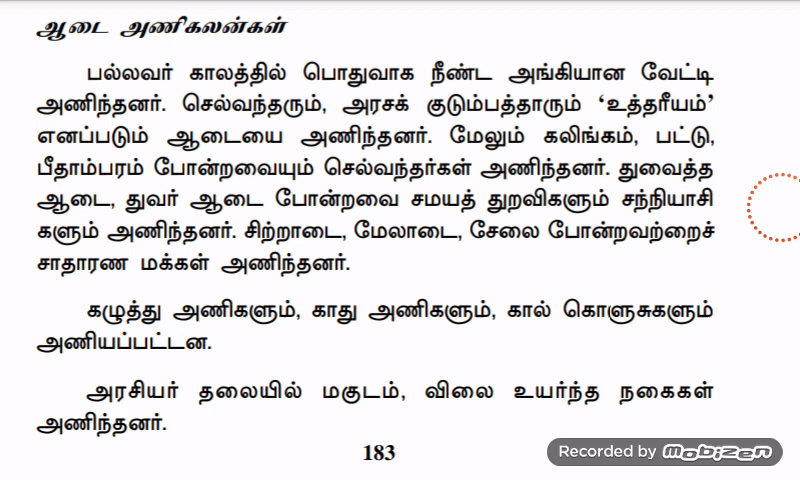 ஆடை அணிகலன்கள்
பல்லவர் காலத்தில் பொதுவாக நீண்ட அங்கியான வேட்டி
அணிந்தனர். செல்வந்தரும், அரசக் குடும்பத்தாரும் ‘உத்தரீயம்’
எனப்படும் ஆடையை அணிந்தனர். மேலும் கலிங்கம், பட்டு,
பீதாம்பரம் போன்றவையும் செல்வந்தர்கள் அணிந்தனர். துவைத்த
ஆடை, துவர் ஆடை போன்றவை சமயத் துறவிகளும் சந்நியாசி
களும் அணிந்தனர். சிற்றாடை, மேலாடை, சேலை போன்றவற்றைச்
சாதாரண மக்கள் அணிந்தனர்.
கழுத்து அணிகளும், காது அணிகளும், கால் கொளுசுகளும்
அணியப்பட்டன.
அரசியர் தலையில் மகுடம், விலை உயர்ந்த நகைகள்
அணிந்தனர்.
183
Recorded by mobizen